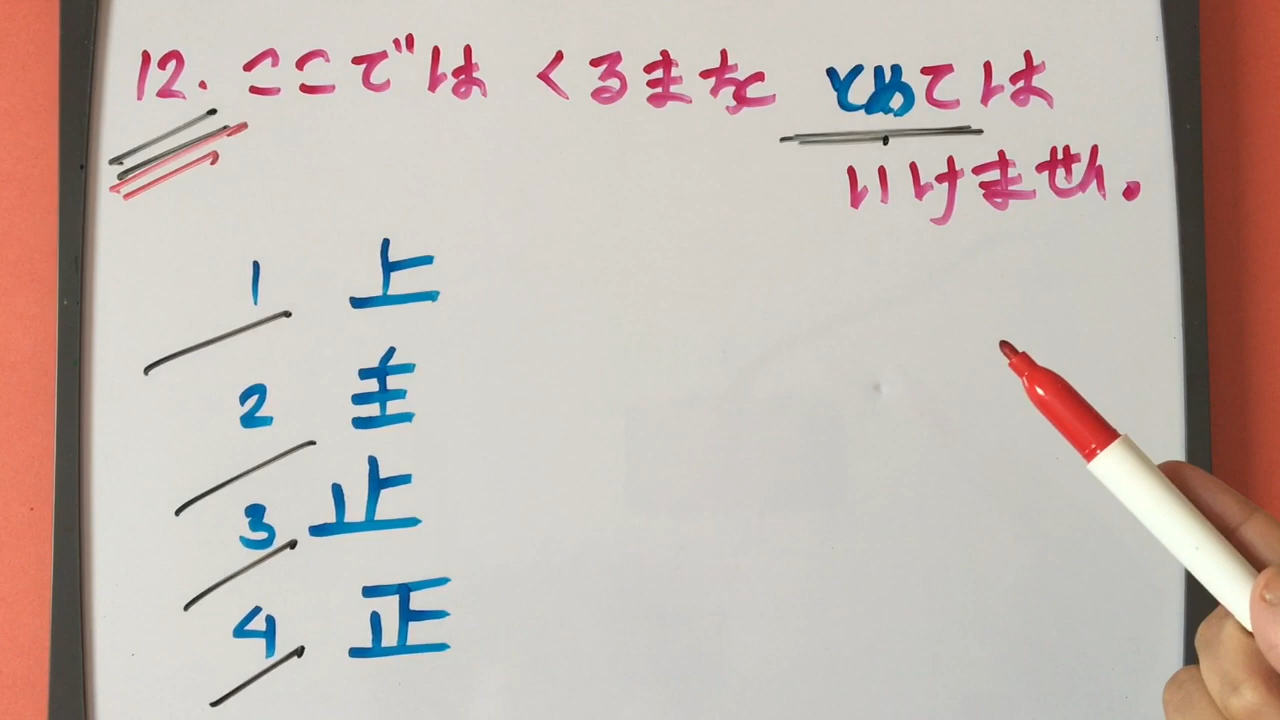 12. ここでは くるまを とめては
いけません。
1 上
2 主
3 止
4 正